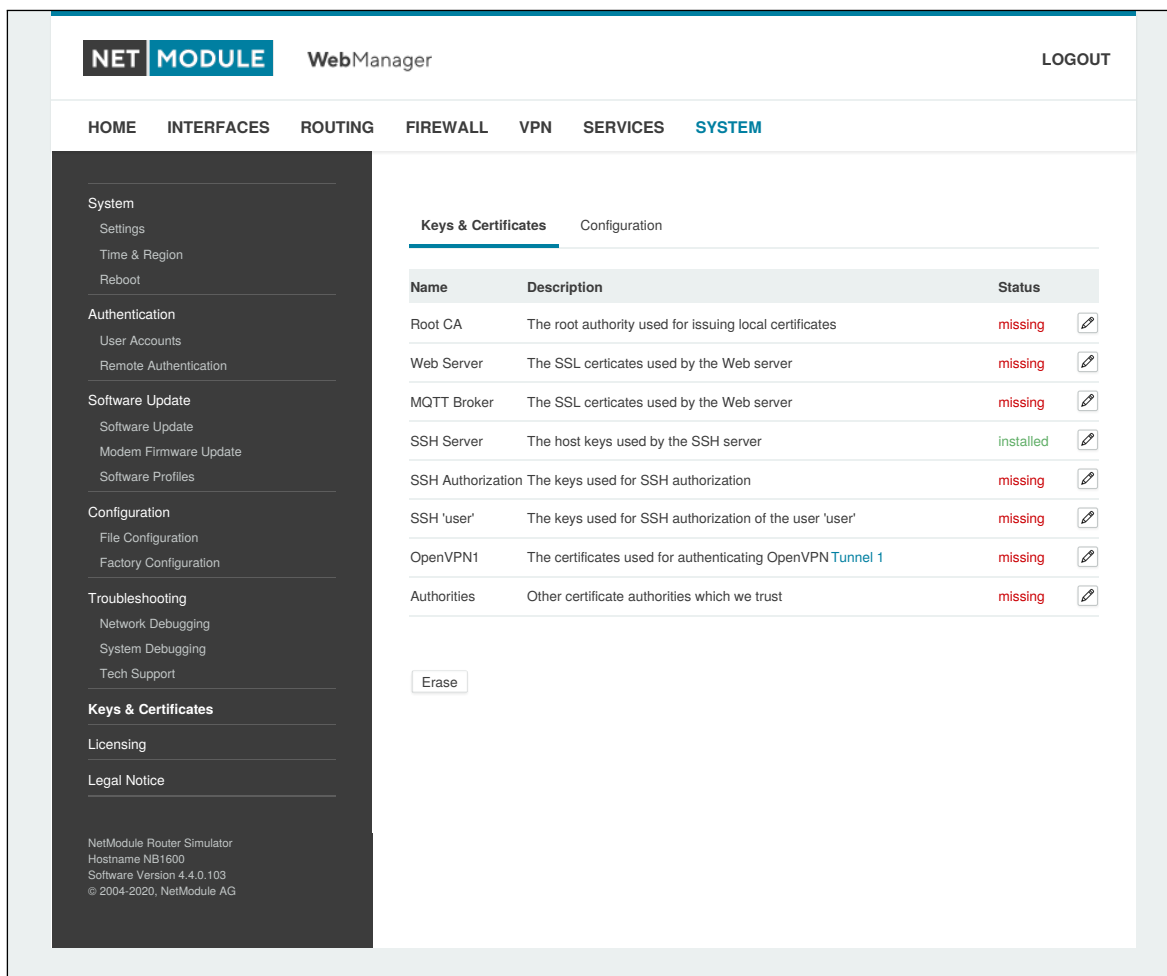 NET MODULE WebManager LOGOUT
HOME INTERFACES ROUTING FIREWALL VPN SERVICES SYSTEM
System
Settings
Time & Region
Reboot
Authentication
User Accounts
Remote Authentication
Software Update
Software Update
Modem Firmware Update
Software Profiles
Configuration
File Configuration
Factory Configuration
Troubleshooting
Network Debugging
System Debugging
Tech Support
Keys & Certificates
Licensing
Legal Notice
NetModule Router Simulator
Hostname NB1600
Software Version 4.4.0.103
© 2004-2020, NetModule AG
Keys & Certificates Configuration
Name Description Status
Root CA The root authority used for issuing local certificates missing
Web Server The SSL certicates used by the Web server missing
MQTT Broker The SSL certicates used by the Web server missing
SSH Server The host keys used by the SSH server installed
SSH Authorization The keys used for SSH authorization missing
SSH 'user' The keys used for SSH authorization of the user 'user' missing
OpenVPN1 The certificates used for authenticating OpenVPN Tunnel 1 missing
Authorities Other certificate authorities which we trust missing
Erase